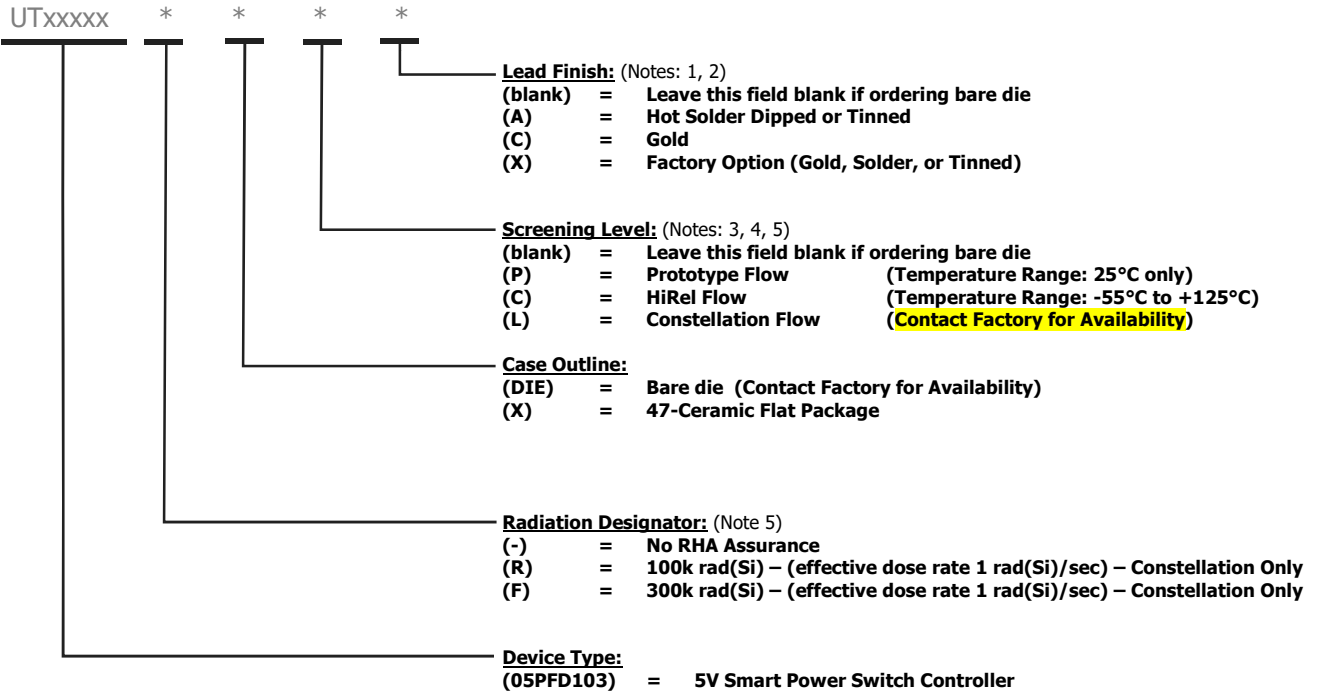 UTxxxxx * * * *
Lead Finish: (Notes: 1, 2)
(blank) = Leave this field blank if ordering bare die
(A) = Hot Solder Dipped or Tinned
(C) = Gold
(X) = Factory Option (Gold, Solder, or Tinned)
Screening Level: (Notes: 3, 4, 5)
(blank) = Leave this field blank if ordering bare die
(P) = Prototype Flow (Temperature Range: 25°C only)
(C) = HiRel Flow (Temperature Range: -55°C to +125°C)
(L) = Constellation Flow (Contact Factory for Availability)
Case Outline:
(DIE) = Bare die (Contact Factory for Availability)
(X) = 47-Ceramic Flat Package
Radiation Designator: (Note 5)
(-) = No RHA Assurance
(R) = 100k rad(Si) – (effective dose rate 1 rad(Si)/sec) – Constellation Only
(F) = 300k rad(Si) – (effective dose rate 1 rad(Si)/sec) – Constellation Only
Device Type:
(05PFD103) = 5V Smart Power Switch Controller